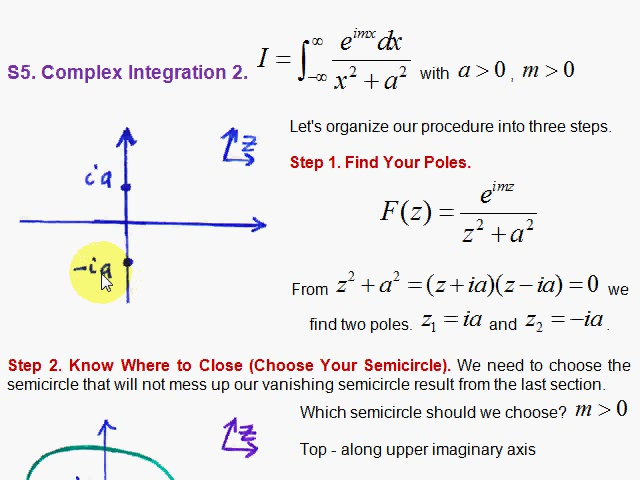 S5. Complex Integration 2. I = ∫_{-∞}^{∞} e^{imx} dx / (x² + a²) with a > 0 , m > 0
Let's organize our procedure into three steps.
Step 1. Find Your Poles.
F(z) = e^{imz} / (z² + a²)
ia
z
-ia
From z² + a² = (z + ia)(z − ia) = 0 we
find two poles. z₁ = ia and z₂ = −ia .
Step 2. Know Where to Close (Choose Your Semicircle). We need to choose the
semicircle that will not mess up our vanishing semicircle result from the last section.
Which semicircle should we choose? m > 0
z
Top - along upper imaginary axis